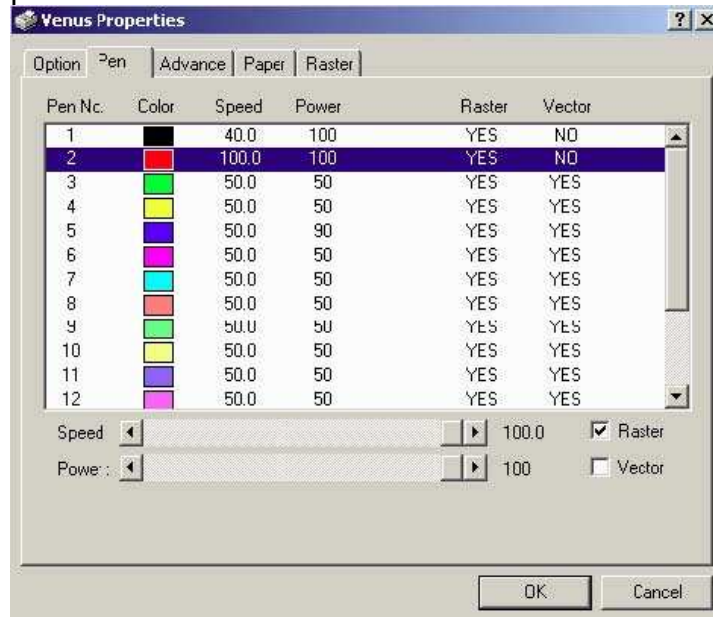 Venus Properties
Option Pen Advance Paper Raster
Pen Nc. Color Speed Power Raster Vector
1 40.0 100 YES NO
2 100.0 100 YES NO
3 50.0 50 YES YES
4 50.0 50 YES YES
5 50.0 90 YES YES
6 50.0 50 YES YES
7 50.0 50 YES YES
8 50.0 50 YES YES
9 50.0 50 YES YES
10 50.0 50 YES YES
11 50.0 50 YES YES
12 50.0 50 YES YES
Speed 100.0 Raster
Power: 100 Vector
OK Cancel